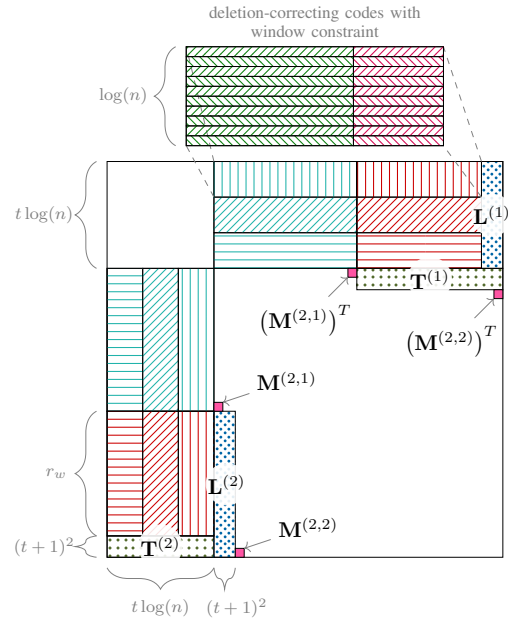 deletion-correcting codes with
window constraint
log(n)
t log(n)
L^(1)
T^(1)
(M^(2,1))^T
(M^(2,2))^T
M^(2,1)
r_w
L^(2)
M^(2,2)
(t + 1)^2
T^(2)
t log(n)
(t + 1)^2